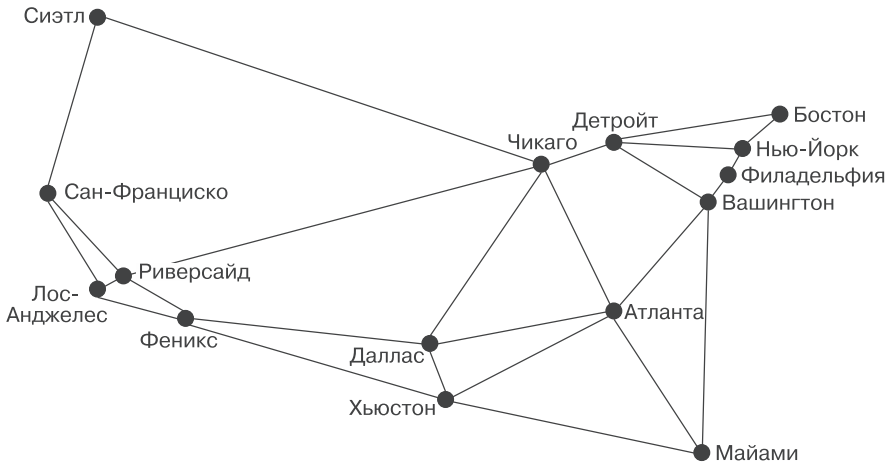 Сиэтл
Бостон
Детройт
Чикаго
Нью-Йорк
Филадельфия
Сан-Франциско
Вашингтон
Риверсайд
Лос-
Анджелес
Атланта
Феникс
Даллас
Хьюстон
Майами